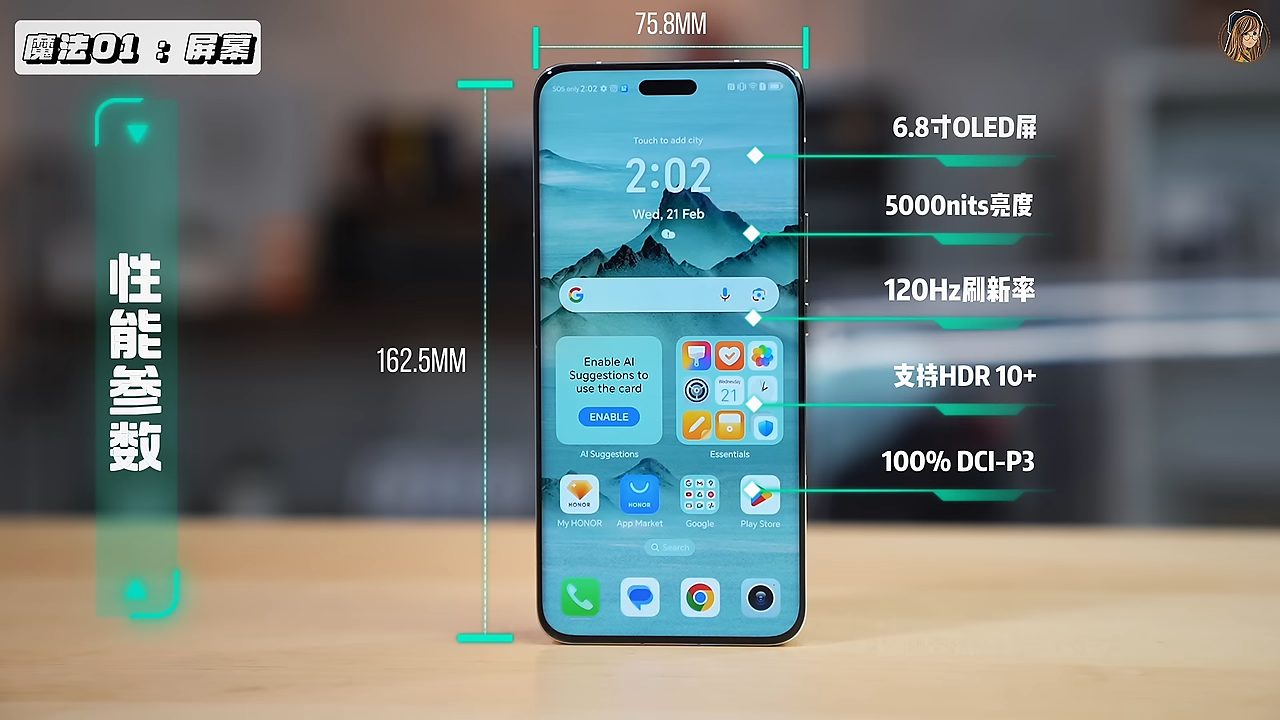 魔法01：屏幕
75.8MM
162.5MM
性能参数
6.8寸OLED屏
5000nits亮度
120Hz刷新率
支持HDR 10+
100% DCI-P3
SOS only 2:02
Touch to add city
2:02
Wed, 21 Feb
Enable AI
Suggestions to
use the card
ENABLE
AI Suggestions
Wednesday
21
Essentials
HONOR
HONOR
My HONOR
App Market
Google
Play Store
Search